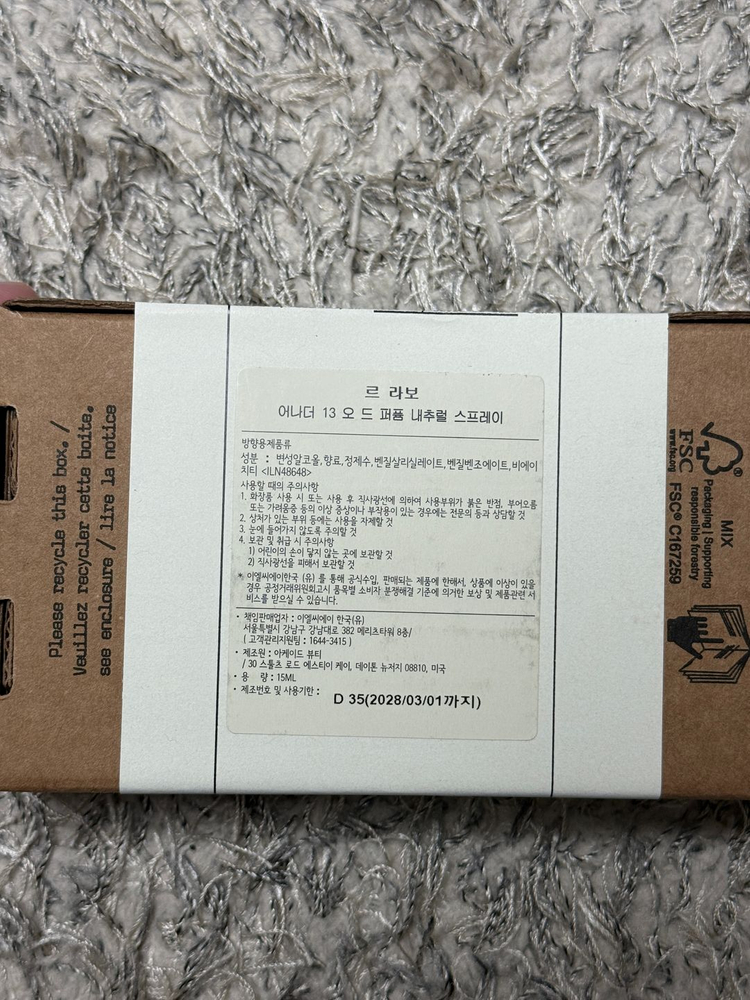 Please recycle this box. /
Veuillez recycler cette boite.
see enclosure / lire la notice
르 라보
어나더 13 오 드 퍼퓸 내추럴 스프레이
방향용제품류
성분 : 변성알코올,향료,정제수,벤질살리실레이트,벤질벤조에이트,비에이
치티 <ILN48648>
사용할 때의 주의사항
1. 화장품 사용 시 또는 사용 후 직사광선에 의하여 사용부위가 붉은 반점, 부어오름
또는 가려움증 등의 이상 증상이나 부작용이 있는 경우에는 전문의 등과 상담할 것
2. 상처가 있는 부위 등에는 사용을 자제할 것
3. 눈에 들어가지 않도록 주의할 것
4. 보관 및 취급 시 주의사항
1) 어린이의 손이 닿지 않는 곳에 보관할 것
2) 직사광선을 피해서 보관할 것
* 이엘씨에이한국 (유) 를 통해 공식수입, 판매되는 제품에 한해서, 상품에 이상이 있을
경우 공정거래위원회고시 품목별 소비자 분쟁해결 기준에 의거한 보상 및 제품관련 서
비스를 받으실 수 있습니다.
• 책임판매업자 : 이엘씨에이 한국(유)
서울특별시 강남구 강남대로 382 메리츠타워 8층/
( 고객관리지원팀 : 1644-3415 )
• 제조원 : 아케이드 뷰티
/ 30 스툴츠 로드 에스티이 케이, 데이톤 뉴저지 08810, 미국
• 용 량 : 15ML
• 제조번호 및 사용기한 : D 35(2028/03/01까지)
FSC
www.fsc.org
MIX
Packaging | Supporting
responsible forestry
FSC® C167259